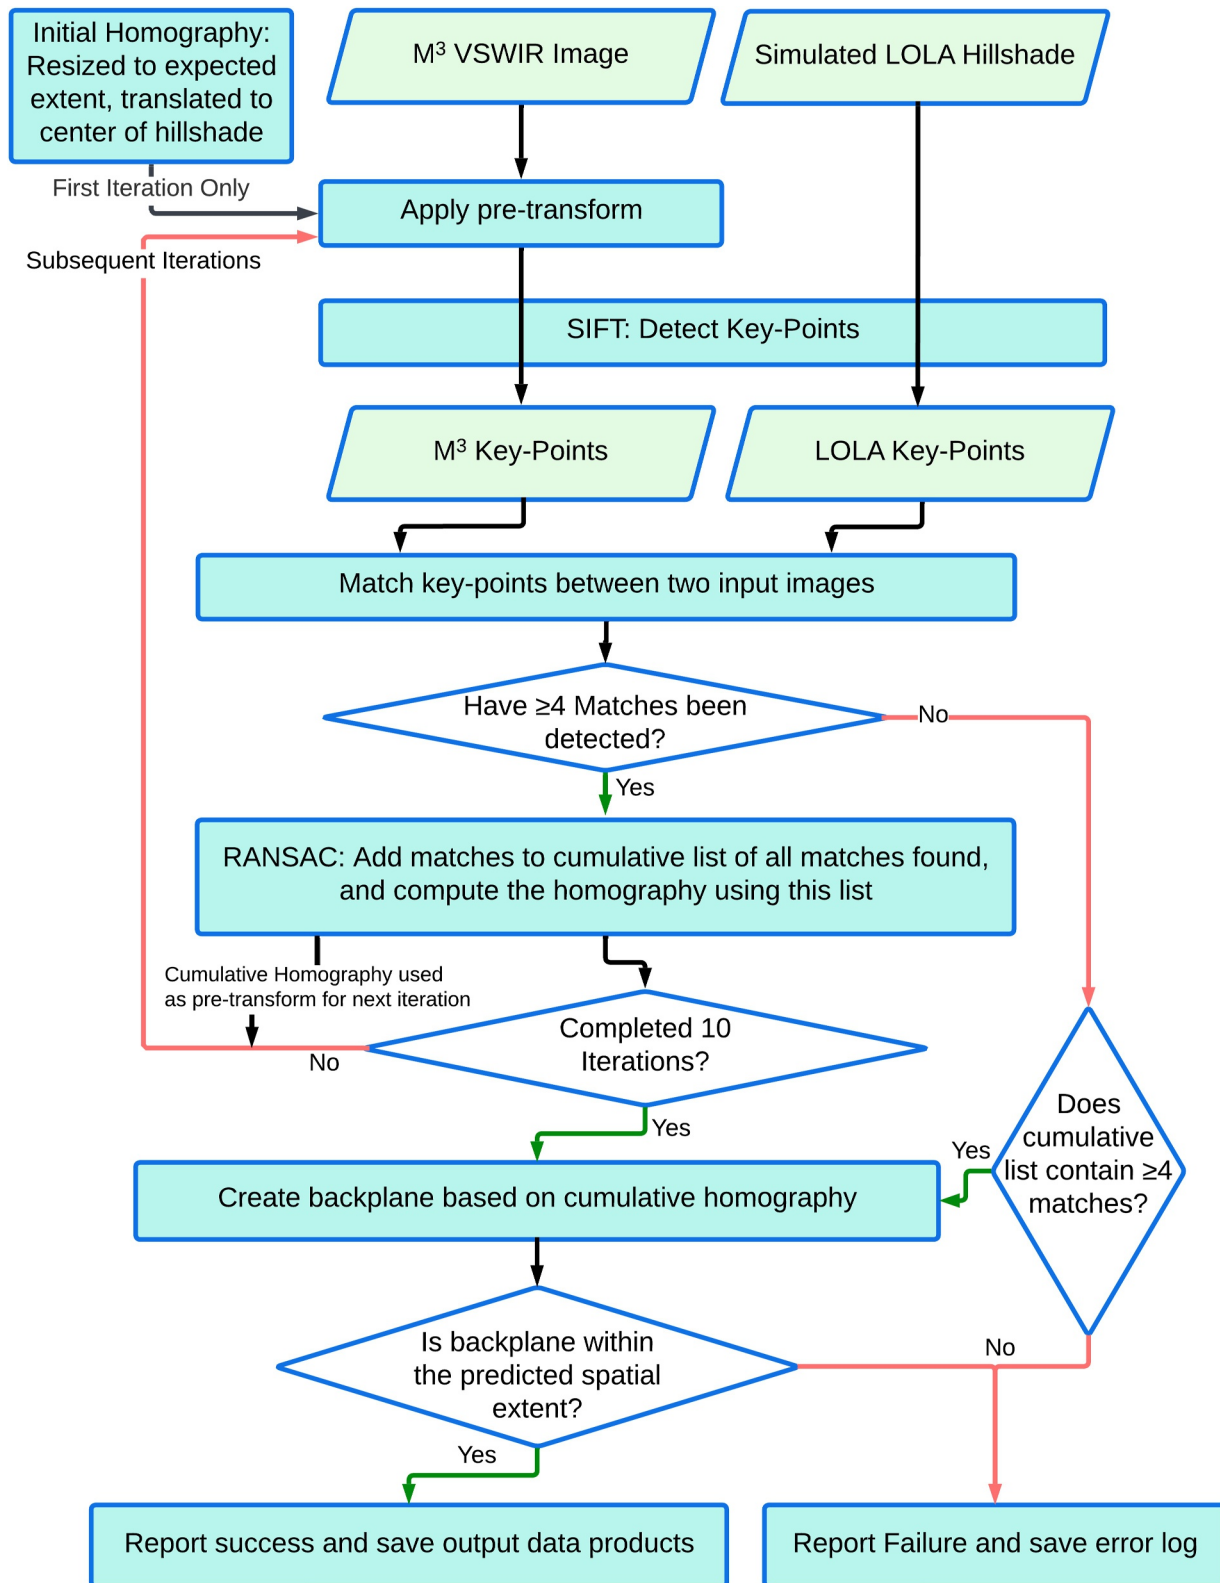 Initial Homography:
Resized to expected
extent, translated to
center of hillshade
M³ VSWIR Image
Simulated LOLA Hillshade
First Iteration Only
Apply pre-transform
Subsequent Iterations
SIFT: Detect Key-Points
M³ Key-Points
LOLA Key-Points
Match key-points between two input images
Have ≥4 Matches been
detected?
No
Yes
RANSAC: Add matches to cumulative list of all matches found,
and compute the homography using this list
Cumulative Homography used
as pre-transform for next iteration
Completed 10
Iterations?
No
Yes
Does
cumulative
list contain ≥4
matches?
Yes
Create backplane based on cumulative homography
Is backplane within
the predicted spatial
extent?
No
Yes
Report success and save output data products
Report Failure and save error log